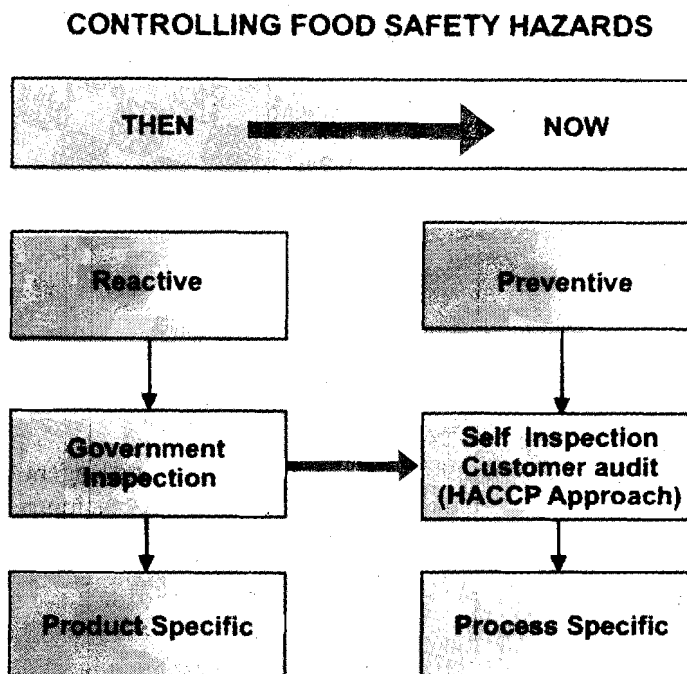 CONTROLLING FOOD SAFETY HAZARDS
THEN NOW
Reactive
Preventive
Government
Inspection
Self Inspection
Customer audit
(HACCP Approach)
Product Specific
Process Specific